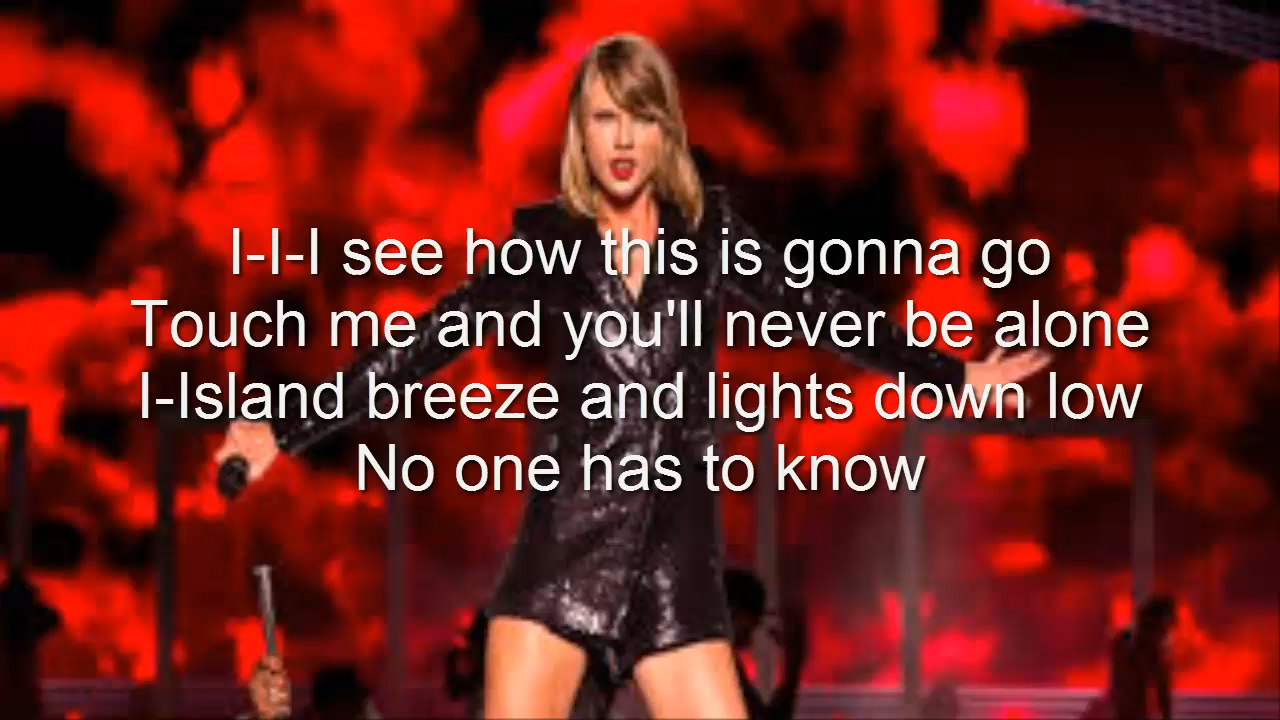 I-I-I see how this is gonna go
Touch me and you'll never be alone
I-Island breeze and lights down low
No one has to know